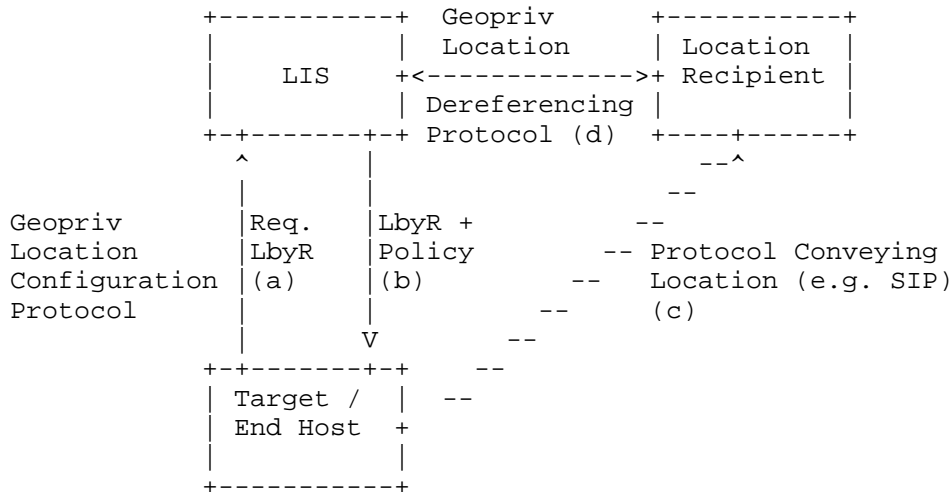 Geopriv
Location
Location
LIS
Recipient
Dereferencing
Protocol (d)
Geopriv
Req.
LbyR +
Location
LbyR
Policy
Protocol Conveying
Configuration
(a)
(b)
Location (e.g. SIP)
Protocol
(c)
Target /
End Host